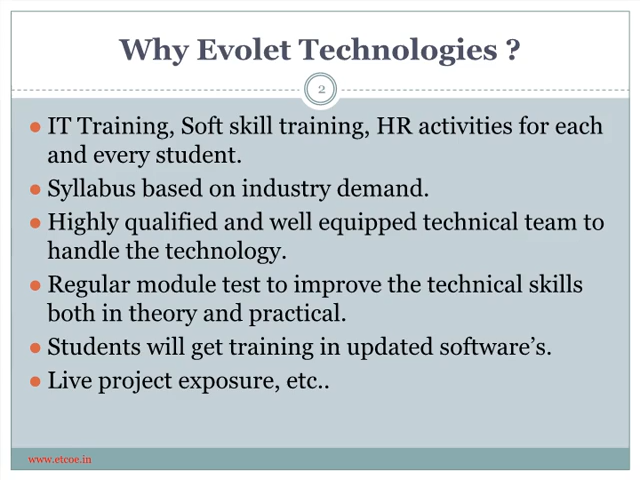 Why Evolet Technologies ?
2
● IT Training, Soft skill training, HR activities for each
and every student.
● Syllabus based on industry demand.
● Highly qualified and well equipped technical team to
handle the technology.
● Regular module test to improve the technical skills
both in theory and practical.
● Students will get training in updated software’s.
● Live project exposure, etc..
www.etcoe.in